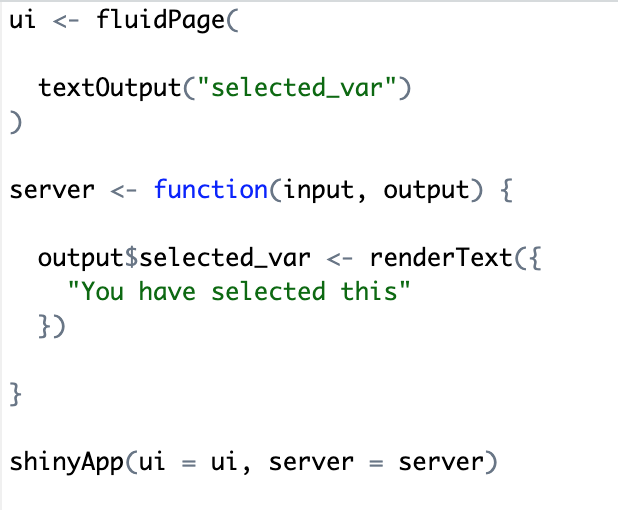 ui <- fluidPage(
  textOutput("selected_var")
)
server <- function(input, output) {
  output$selected_var <- renderText({
    "You have selected this"
  })
}
shinyApp(ui = ui, server = server)